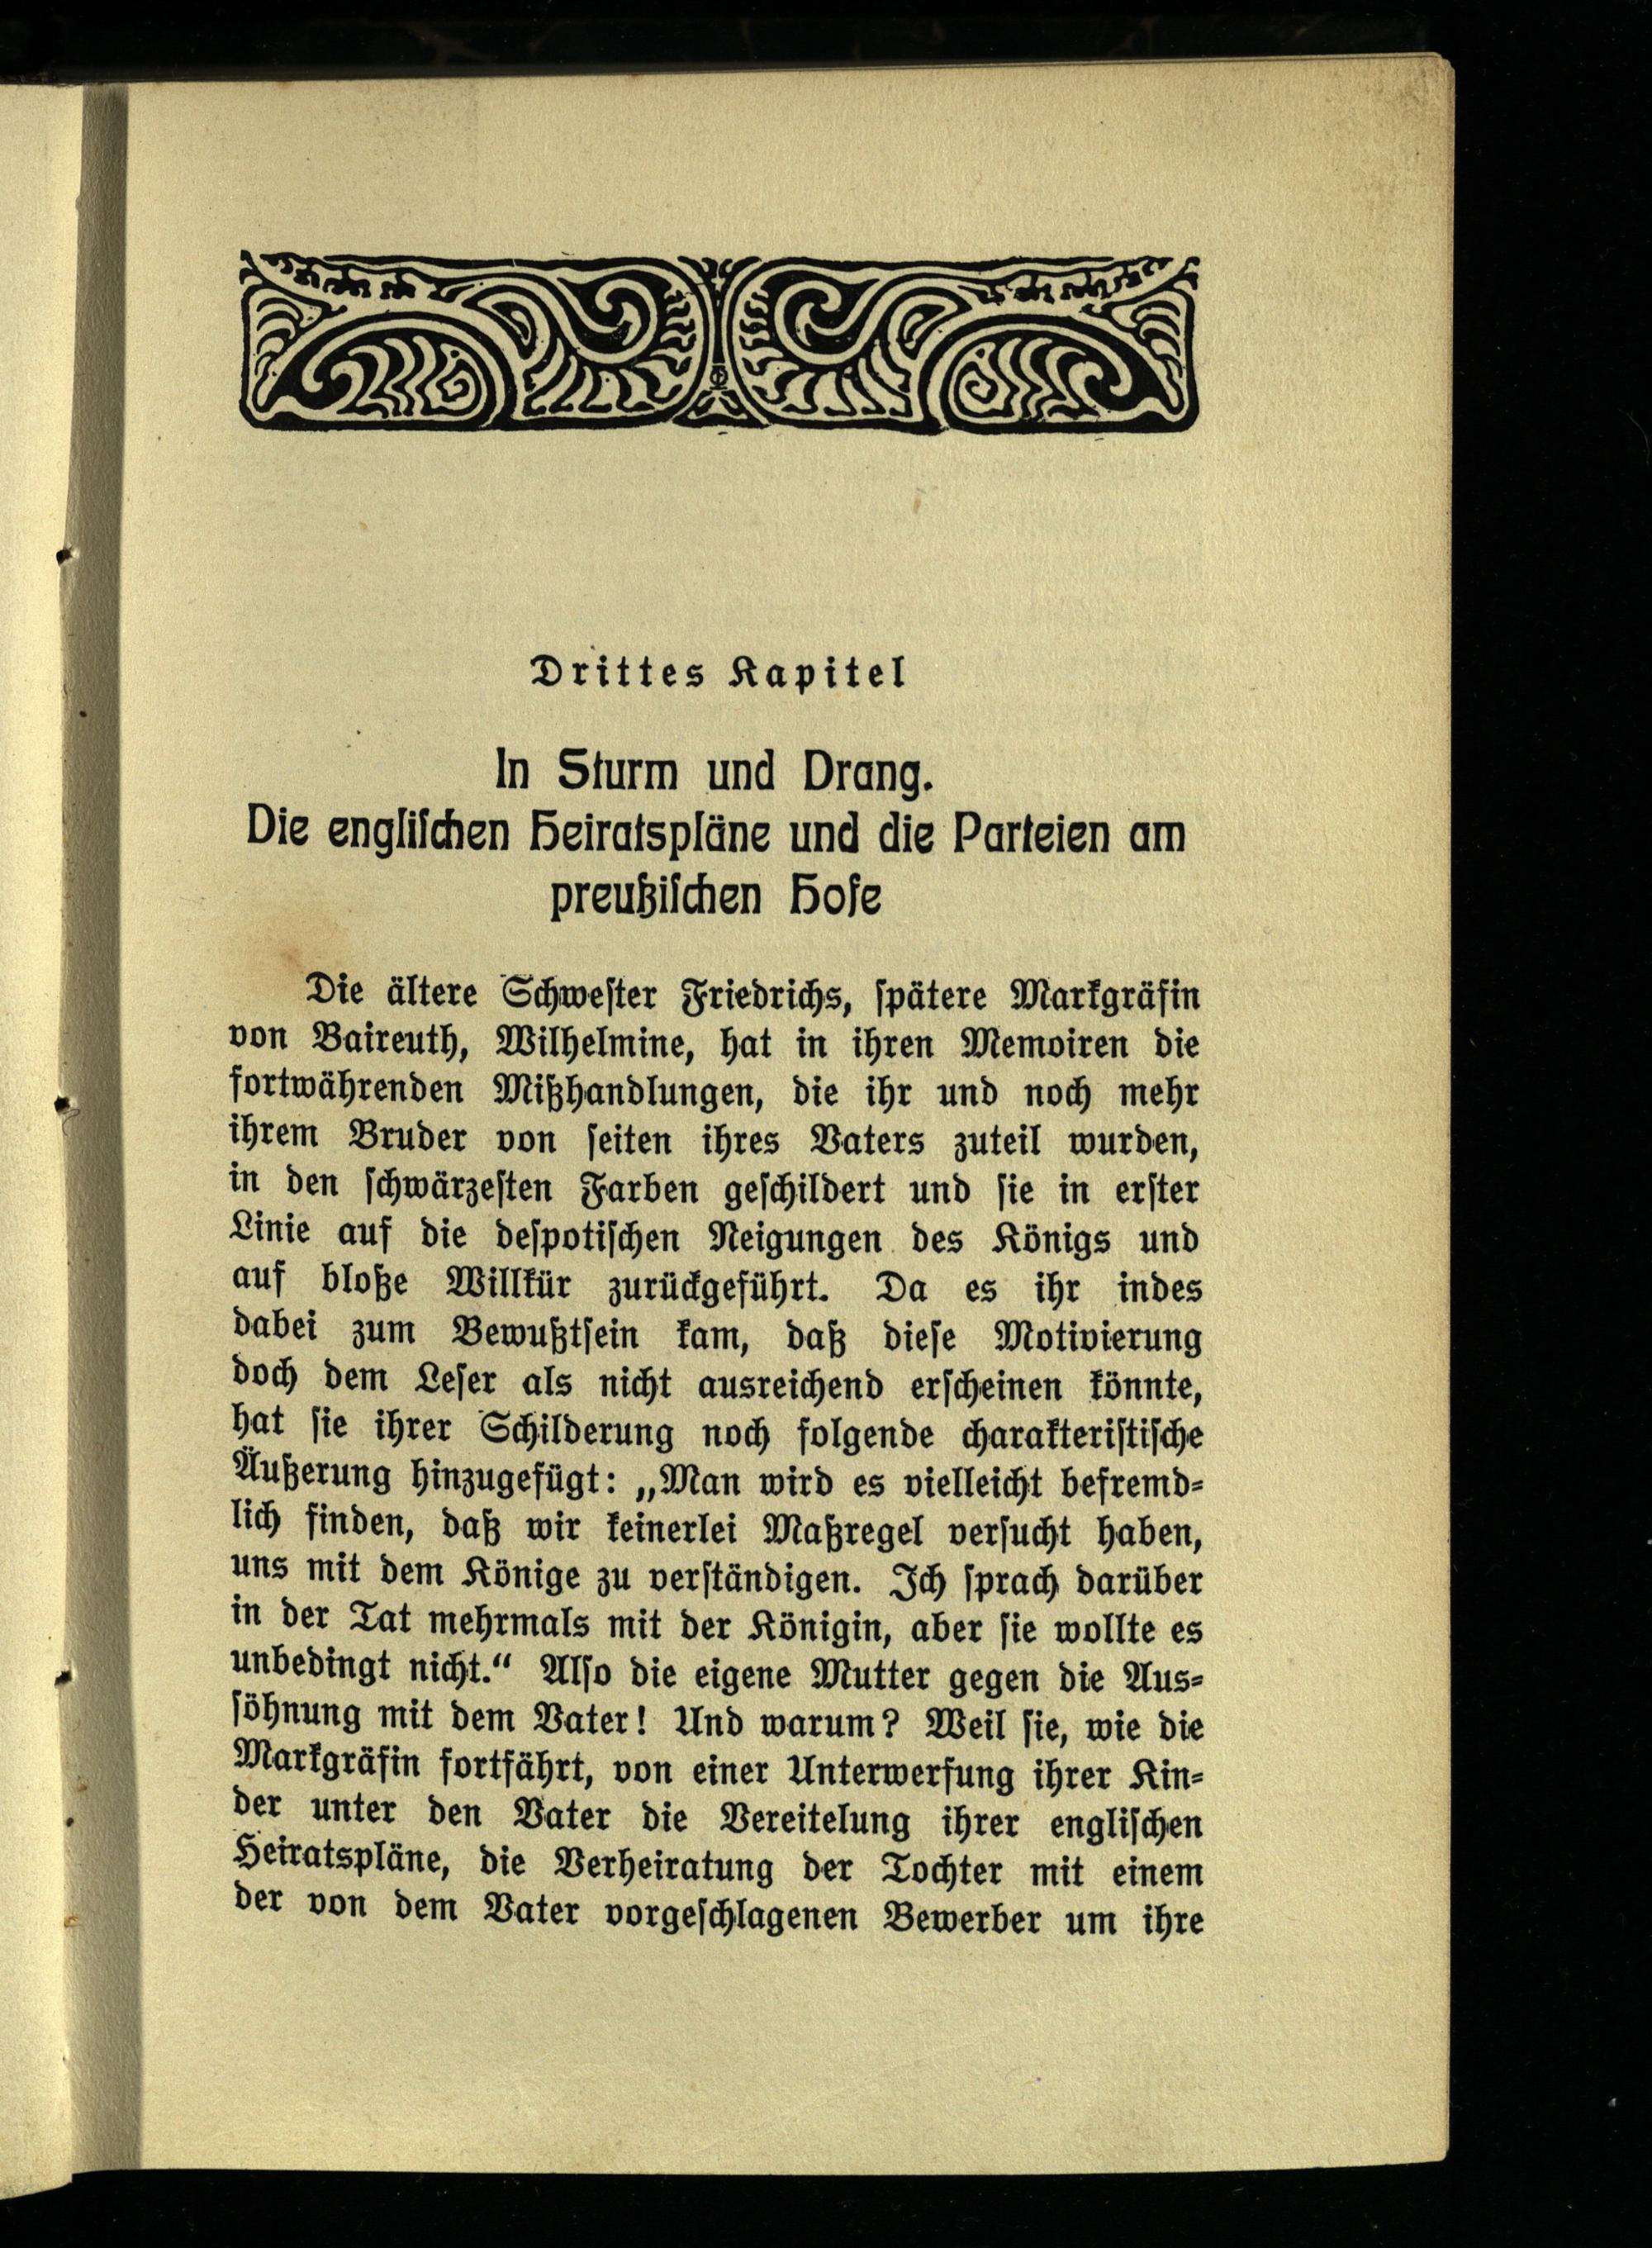 Drittes Kapitel
In Sturm und Drang.
Die englischen Heiratspläne und die Parteien am
preußischen Hofe
Die ältere Schwester Friedrichs, spätere Markgräfin
von Baireuth, Wilhelmine, hat in ihren Memoiren die
fortwährenden Mißhandlungen, die ihr und noch mehr
ihrem Bruder von seiten ihres Vaters zuteil wurden,
in den schwärzesten Farben geschildert und sie in erster
Linie auf die despotischen Neigungen des Königs und
auf bloße Willkür zurückgeführt. Da es ihr indes
dabei zum Bewußtsein kam, daß diese Motivierung
doch dem Leser als nicht ausreichend erscheinen könnte,
hat sie ihrer Schilderung noch folgende charakteristische
Äußerung hinzugefügt: „Man wird es vielleicht befremd-
lich finden, daß wir keinerlei Maßregel versucht haben,
uns mit dem Könige zu verständigen. Ich sprach darüber
in der Tat mehrmals mit der Königin, aber sie wollte es
unbedingt nicht.“ Also die eigene Mutter gegen die Aus-
söhnung mit dem Vater! Und warum? Weil sie, wie die
Markgräfin fortfährt, von einer Unterwerfung ihrer Kin-
der unter den Vater die Vereitelung ihrer englischen
Heiratspläne, die Verheiratung der Tochter mit einem
der von dem Vater vorgeschlagenen Bewerber um ihre